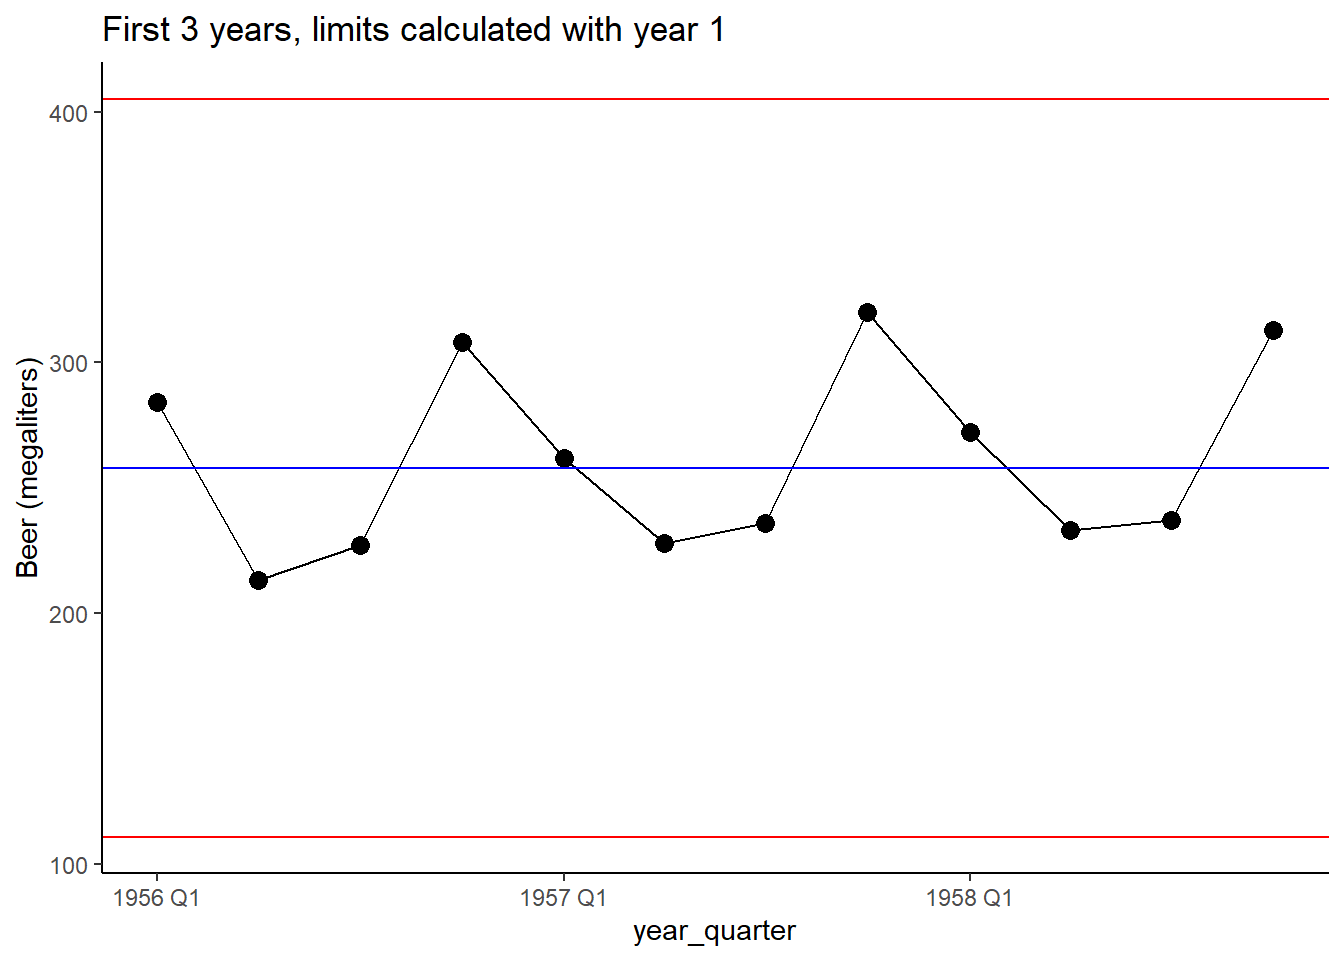 First 3 years, limits calculated with year 1
Beer (megaliters)
400
300
200
100
1956 Q1 1957 Q1 1958 Q1
year_quarter